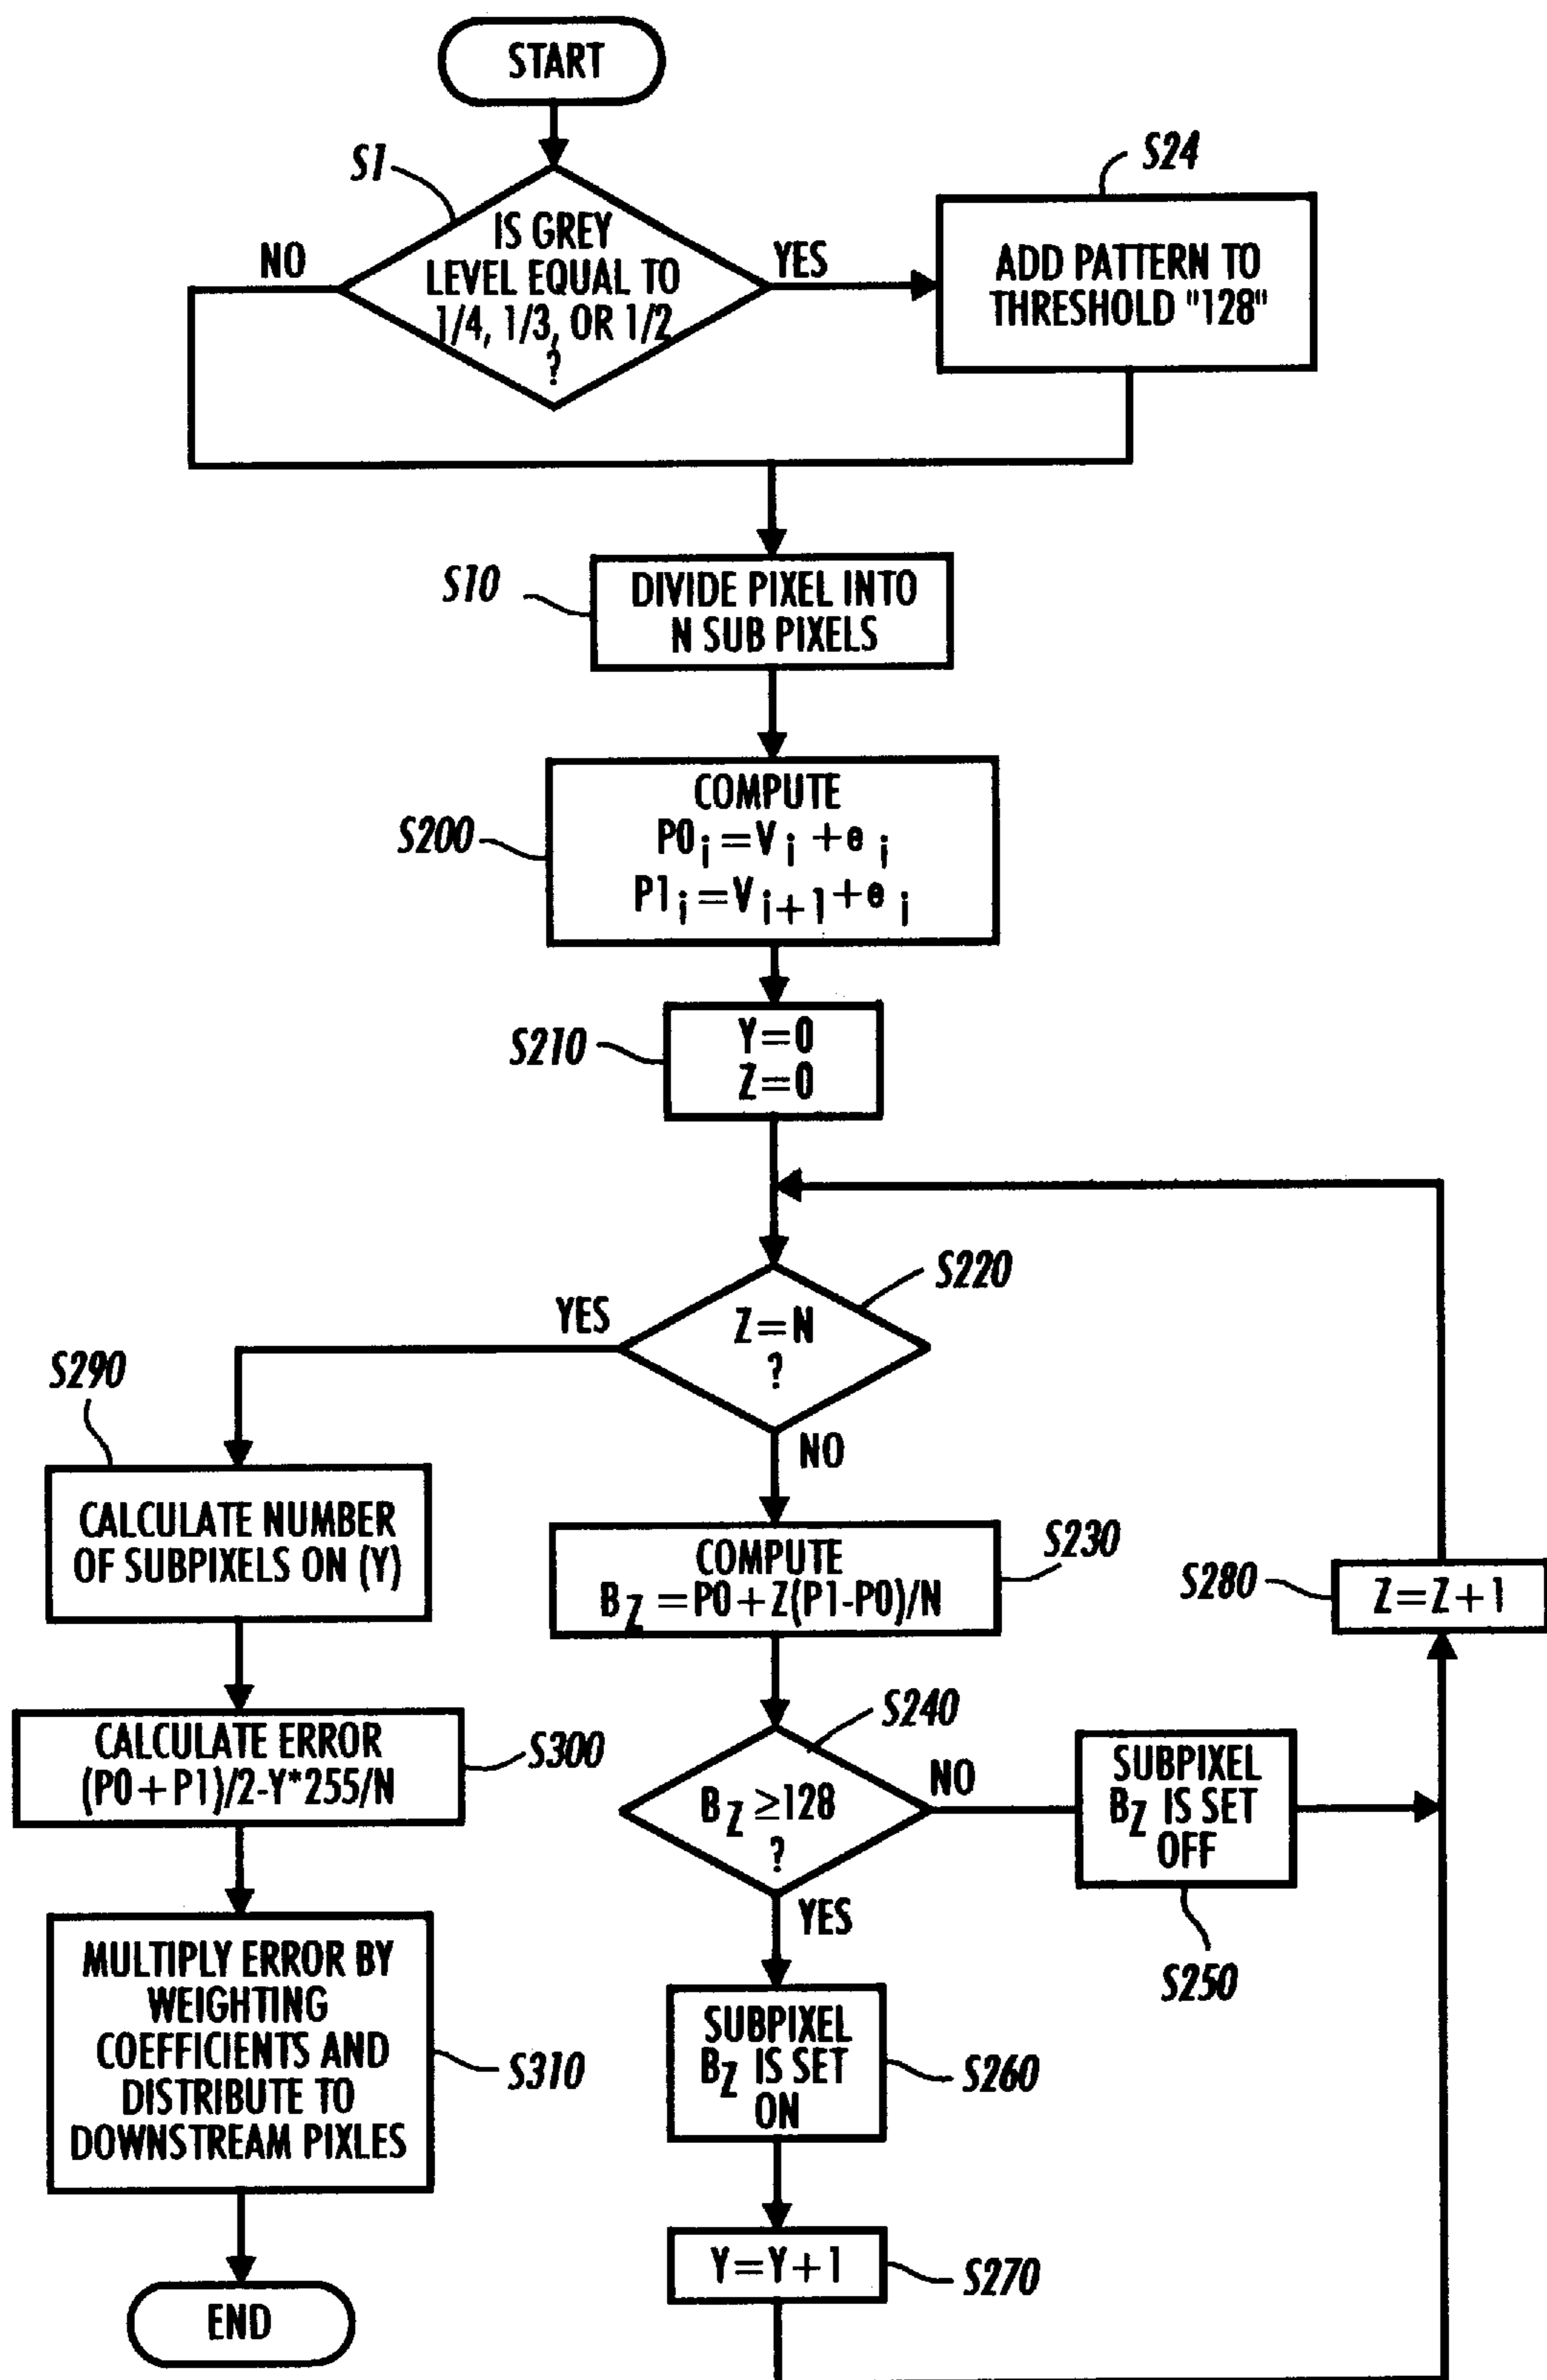 START
S1
IS GREY
LEVEL EQUAL TO
1/4, 1/3, OR 1/2
?
NO
YES
S24
ADD PATTERN TO
THRESHOLD "128"
S10
DIVIDE PIXEL INTO
N SUB PIXELS
S200
COMPUTE
P0i=Vi+ei
P1i=Vi+1+ei
S210
Y=0
Z=0
S220
Z=N
?
YES
NO
S290
CALCULATE NUMBER
OF SUBPIXELS ON (Y)
S230
COMPUTE
BZ=P0+Z(P1-P0)/N
S280
Z=Z+1
CALCULATE ERROR
(P0+P1)/2-Y*255/N
S300
S240
BZ≥128
?
NO
YES
SUBPIXEL
BZ IS SET
OFF
S250
MULTIPLY ERROR BY
WEIGHTING
COEFFICIENTS AND
DISTRIBUTE TO
DOWNSTREAM PIXLES
S310
SUBPIXEL
BZ IS SET
ON
S260
Y=Y+1
S270
END